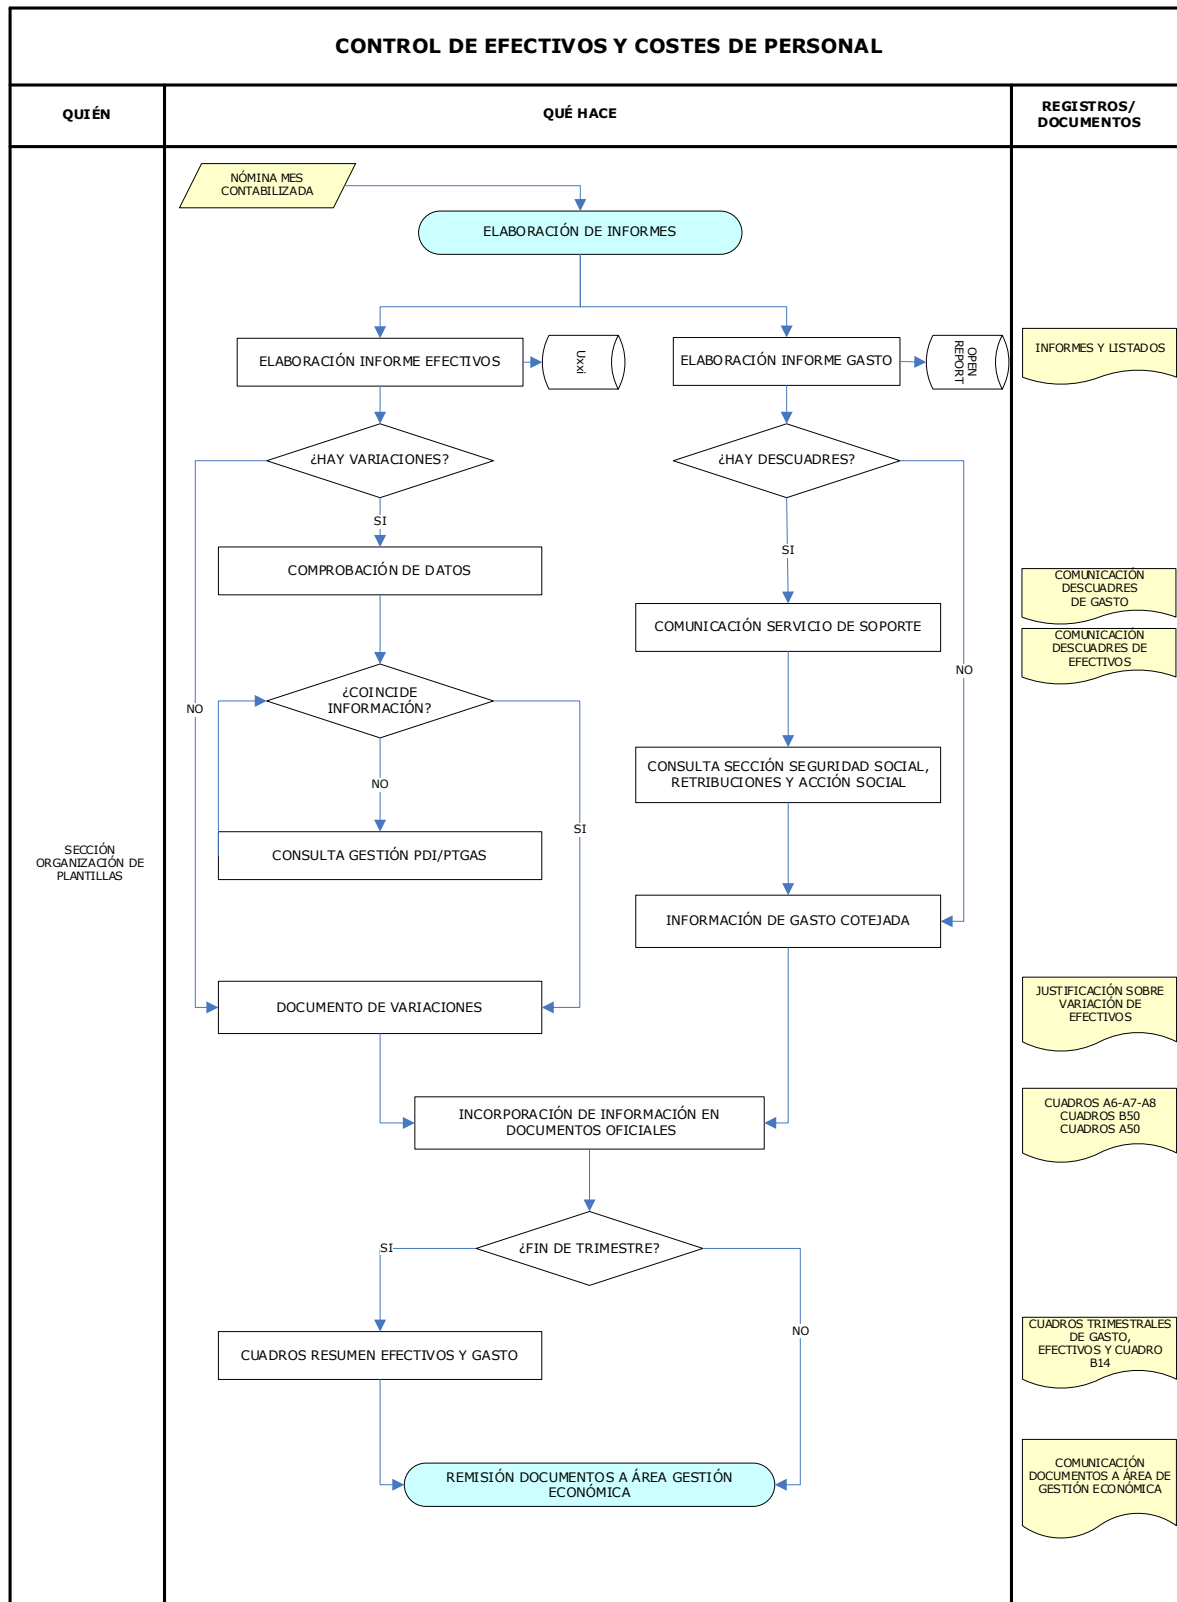 CONTROL DE EFECTIVOS Y COSTES DE PERSONAL
QUIÉN
QUÉ HACE
REGISTROS/
DOCUMENTOS
NÓMINA MES
CONTABILIZADA
ELABORACIÓN DE INFORMES
ELABORACIÓN INFORME EFECTIVOS
Uxxi
ELABORACIÓN INFORME GASTO
OPEN
REPORT
INFORMES Y LISTADOS
¿HAY VARIACIONES?
¿HAY DESCUADRES?
SI
SI
COMPROBACIÓN DE DATOS
COMUNICACIÓN
DESCUADRES
DE GASTO
COMUNICACIÓN SERVICIO DE SOPORTE
COMUNICACIÓN
DESCUADRES DE
EFECTIVOS
NO
¿COINCIDE
INFORMACIÓN?
NO
NO
CONSULTA SECCIÓN SEGURIDAD SOCIAL,
RETRIBUCIONES Y ACCIÓN SOCIAL
SI
CONSULTA GESTIÓN PDI/PTGAS
SECCIÓN
ORGANIZACIÓN DE
PLANTILLAS
INFORMACIÓN DE GASTO COTEJADA
DOCUMENTO DE VARIACIONES
JUSTIFICACIÓN SOBRE
VARIACIÓN DE
EFECTIVOS
INCORPORACIÓN DE INFORMACIÓN EN
DOCUMENTOS OFICIALES
CUADROS A6-A7-A8
CUADROS B50
CUADROS A50
¿FIN DE TRIMESTRE?
SI
NO
CUADROS RESUMEN EFECTIVOS Y GASTO
CUADROS TRIMESTRALES
DE GASTO,
EFECTIVOS Y CUADRO
B14
REMISIÓN DOCUMENTOS A ÁREA GESTIÓN
ECONÓMICA
COMUNICACIÓN
DOCUMENTOS A ÁREA DE
GESTIÓN ECONÓMICA